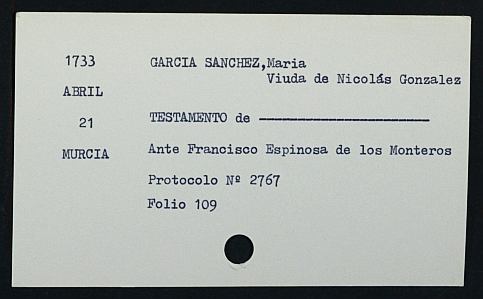 1733 GARCIA SANCHEZ,Maria
Viuda de Nicolás Gonzalez
ABRIL
21 TESTAMENTO de ----------------------
MURCIA Ante Francisco Espinosa de los Monteros
Protocolo Nº 2767
Folio 109